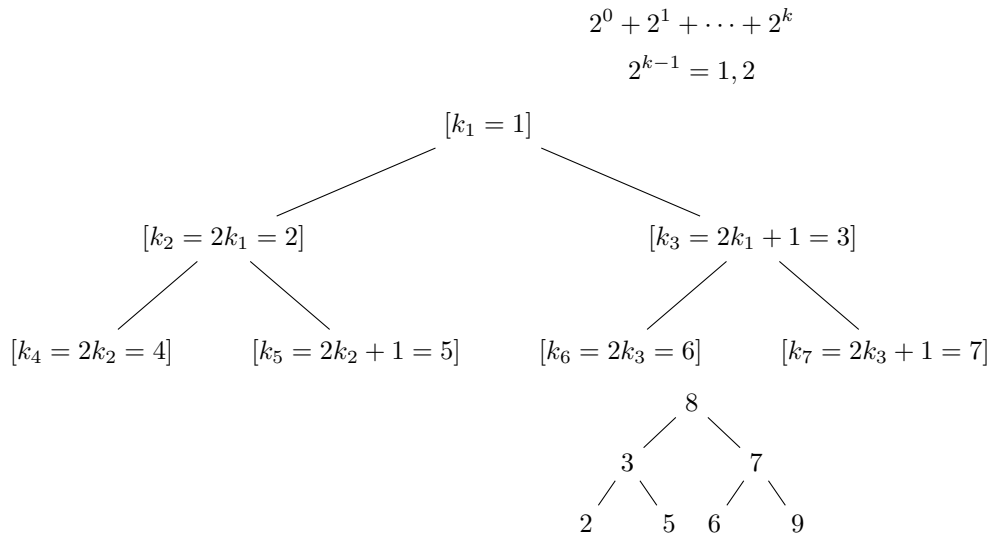 2^0 + 2^1 + ··· + 2^k
2^{k−1} = 1, 2
[k_1 = 1]
[k_2 = 2k_1 = 2] [k_3 = 2k_1 + 1 = 3]
[k_4 = 2k_2 = 4] [k_5 = 2k_2 + 1 = 5] [k_6 = 2k_3 = 6] [k_7 = 2k_3 + 1 = 7]
8
3 7
2 5 6 9